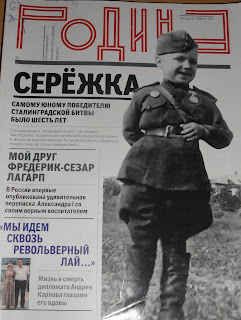 РОДИНА
СЕРЁЖКА
САМОМУ ЮНОМУ ПОБЕДИТЕЛЮ
СТАЛИНГРАДСКОЙ БИТВЫ
БЫЛО ШЕСТЬ ЛЕТ
МОЙ ДРУГ
ФРЕДЕРИК-СЕЗАР
ЛАГАРП
В России впервые
опубликована удивительная
переписка Александра I со
своим верным воспитателем
«МЫ ИДЕМ
СКВОЗЬ
РЕВОЛЬВЕРНЫЙ
ЛАЙ...»
Жизнь и смерть
дипломата Андрея
Карлова глазами
его вдовы